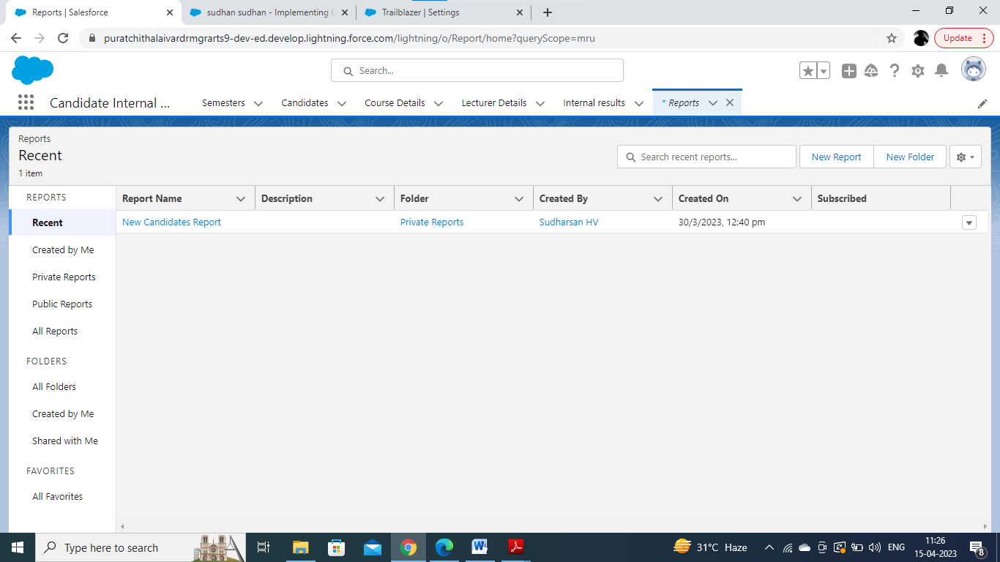 Reports | Salesforce
sudhan sudhan - Implementing C
Trailblazer | Settings
puratchithalaivardrmgrarts9-dev-ed.develop.lightning.force.com/lightning/o/Report/home?queryScope=mru
Update
Search...
Candidate Internal ...
Semesters
Candidates
Course Details
Lecturer Details
Internal results
* Reports
Reports
Recent
1 item
Search recent reports...
New Report
New Folder
REPORTS
Report Name
Description
Folder
Created By
Created On
Subscribed
Recent
New Candidates Report
Private Reports
Sudharsan HV
30/3/2023, 12:40 pm
Created by Me
Private Reports
Public Reports
All Reports
FOLDERS
All Folders
Created by Me
Shared with Me
FAVORITES
All Favorites
Type here to search
31°C Haze
ENG
11:26
15-04-2023
8